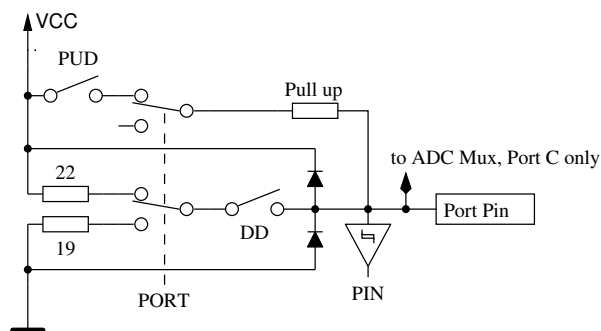 VCC
PUD
Pull up
to ADC Mux, Port C only
22
Port Pin
DD
19
PIN
PORT